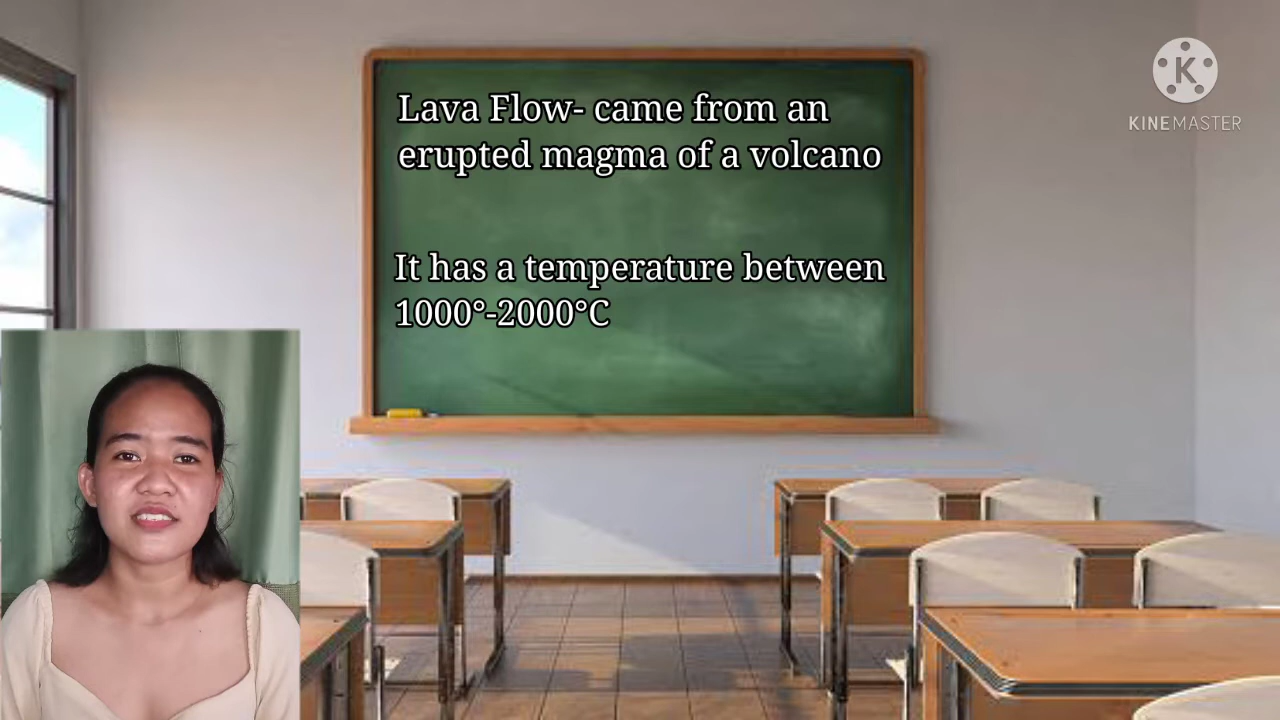 Lava Flow- came from an
erupted magma of a volcano
It has a temperature between
1000°-2000°C
K
KINEMASTER